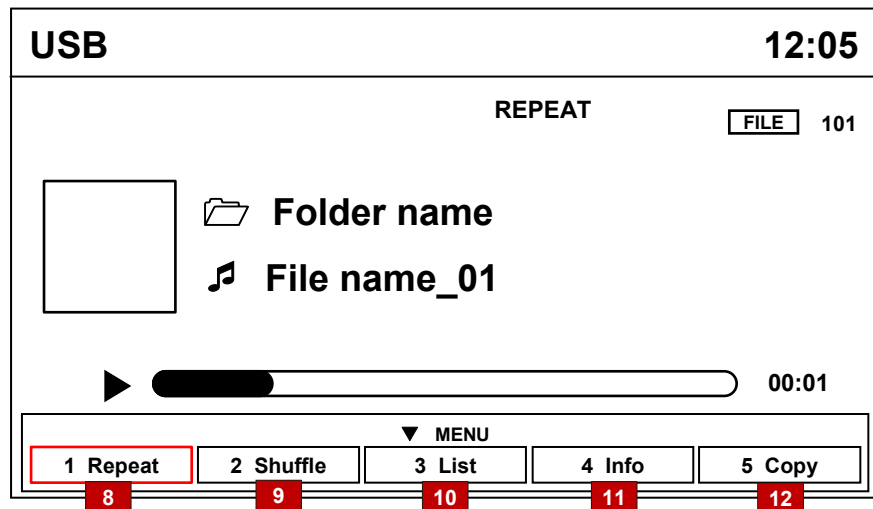 USB 12:05
REPEAT
FILE 101
Folder name
File name_01
00:01
MENU
1 Repeat 2 Shuffle 3 List 4 Info 5 Copy
8 9 10 11 12